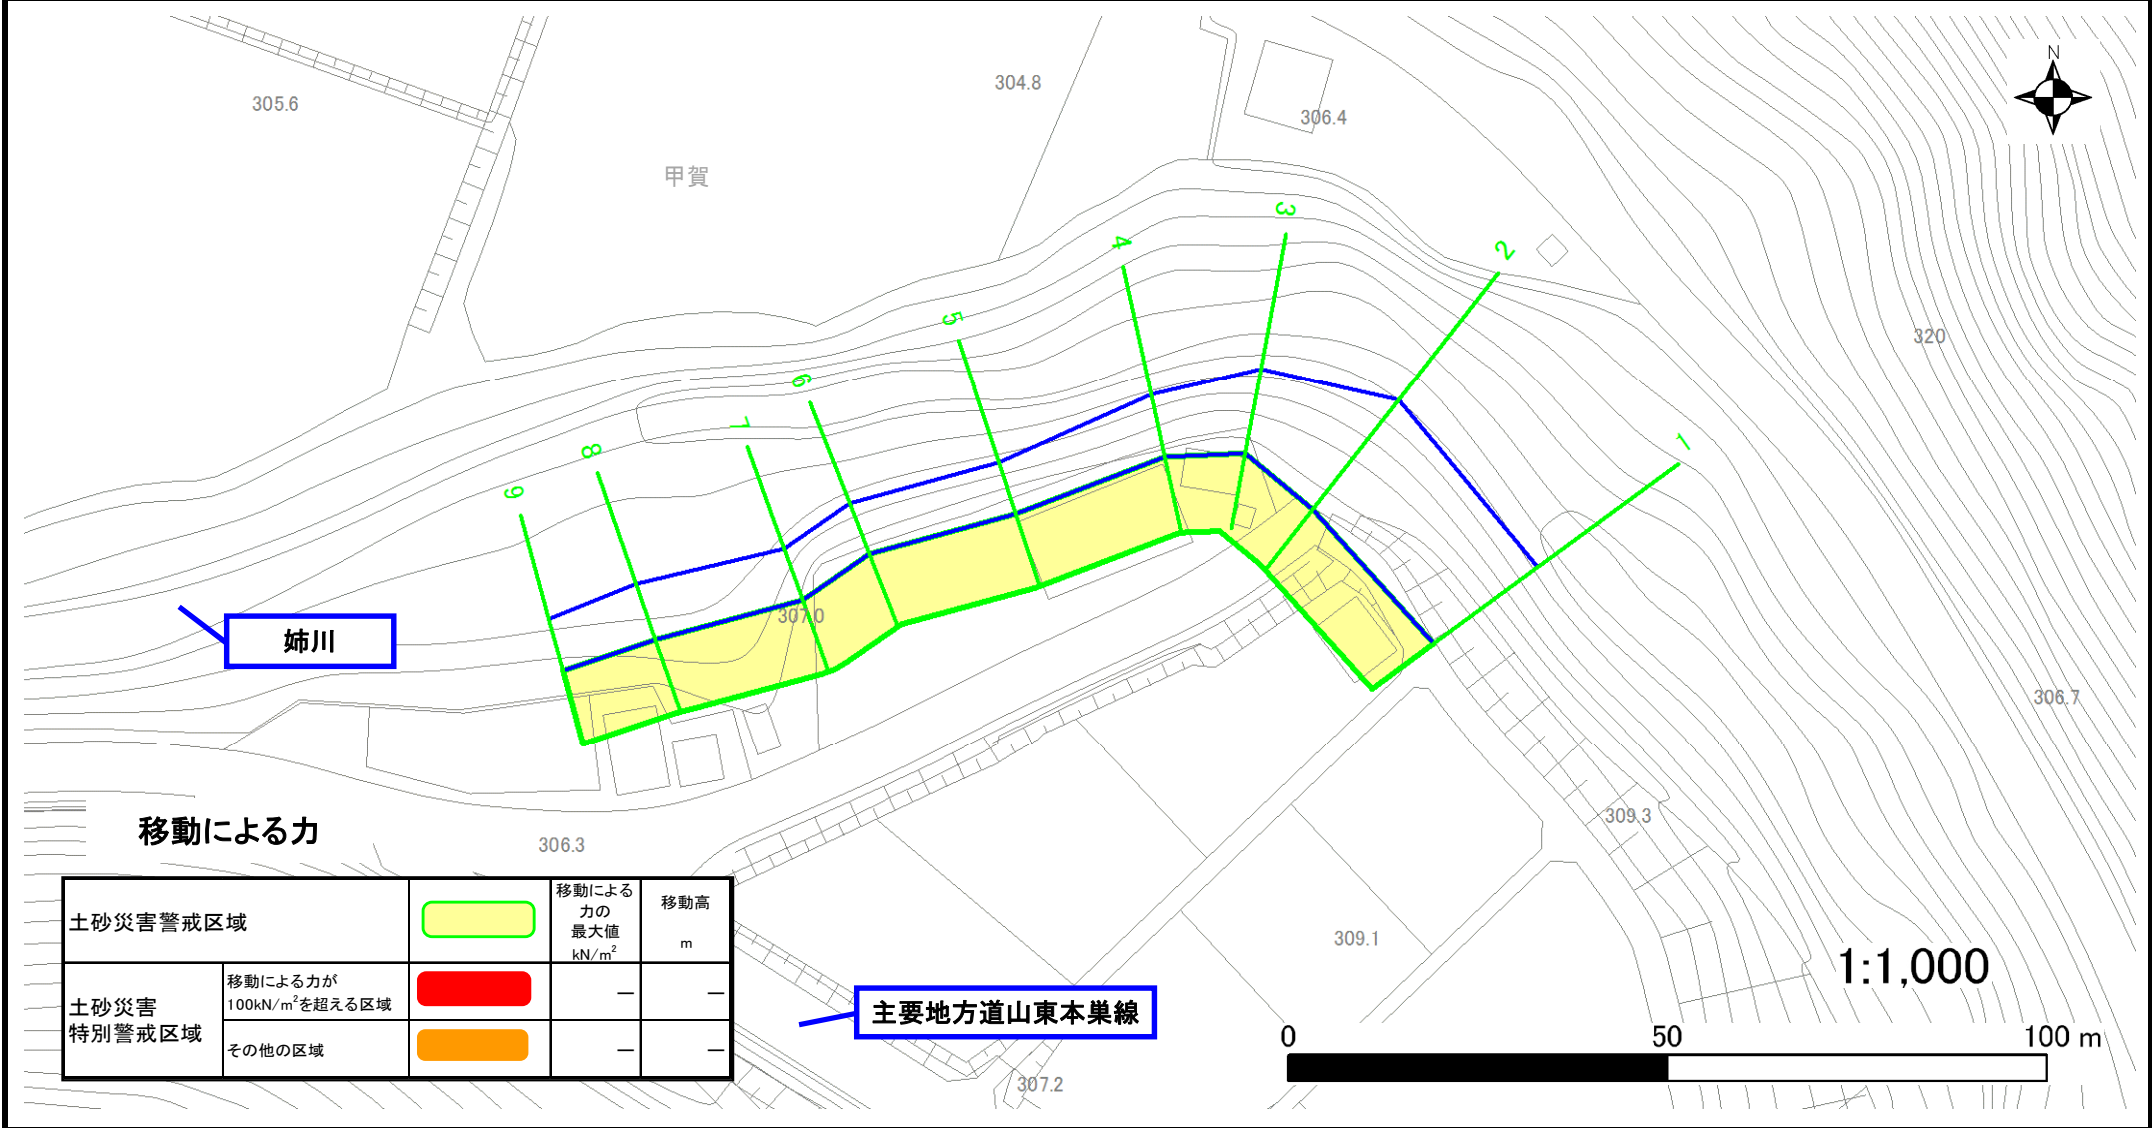 N
305.6
304.8
306.4
甲賀
3
4
2
5
320
6
7
1
8
9
307.0
姉川
306.7
309.3
移動による力
306.3
土砂災害警戒区域
移動による
力の
最大値
kN/m²
移動高
m
土砂災害
特別警戒区域
移動による力が
100kN/m²を超える区域
—
—
その他の区域
—
—
309.1
1:1,000
主要地方道山東本巣線
0
50
100 m
307.2